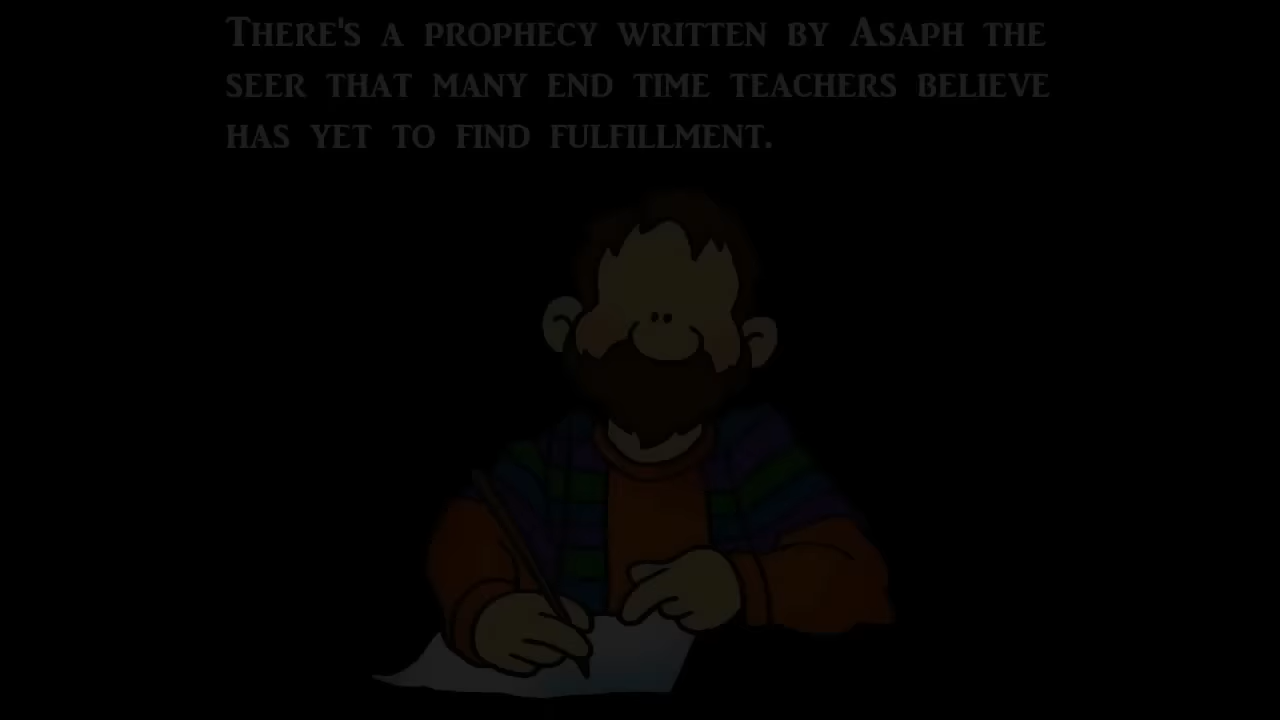 There's a prophecy written by Asaph the
seer that many end time teachers believe
has yet to find fulfillment.